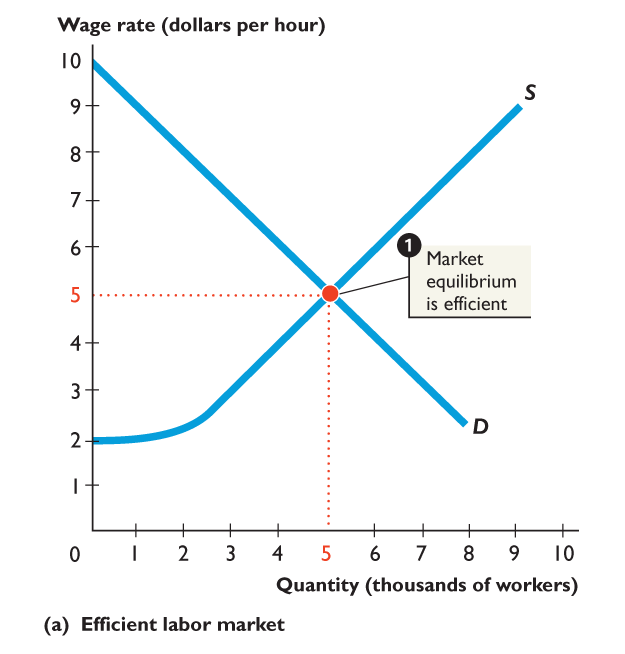 Wage rate (dollars per hour)
10
9
8
7
6
5
4
3
2
1
S
1
Market
equilibrium
is efficient
D
0 1 2 3 4 5 6 7 8 9 10
Quantity (thousands of workers)
(a) Efficient labor market